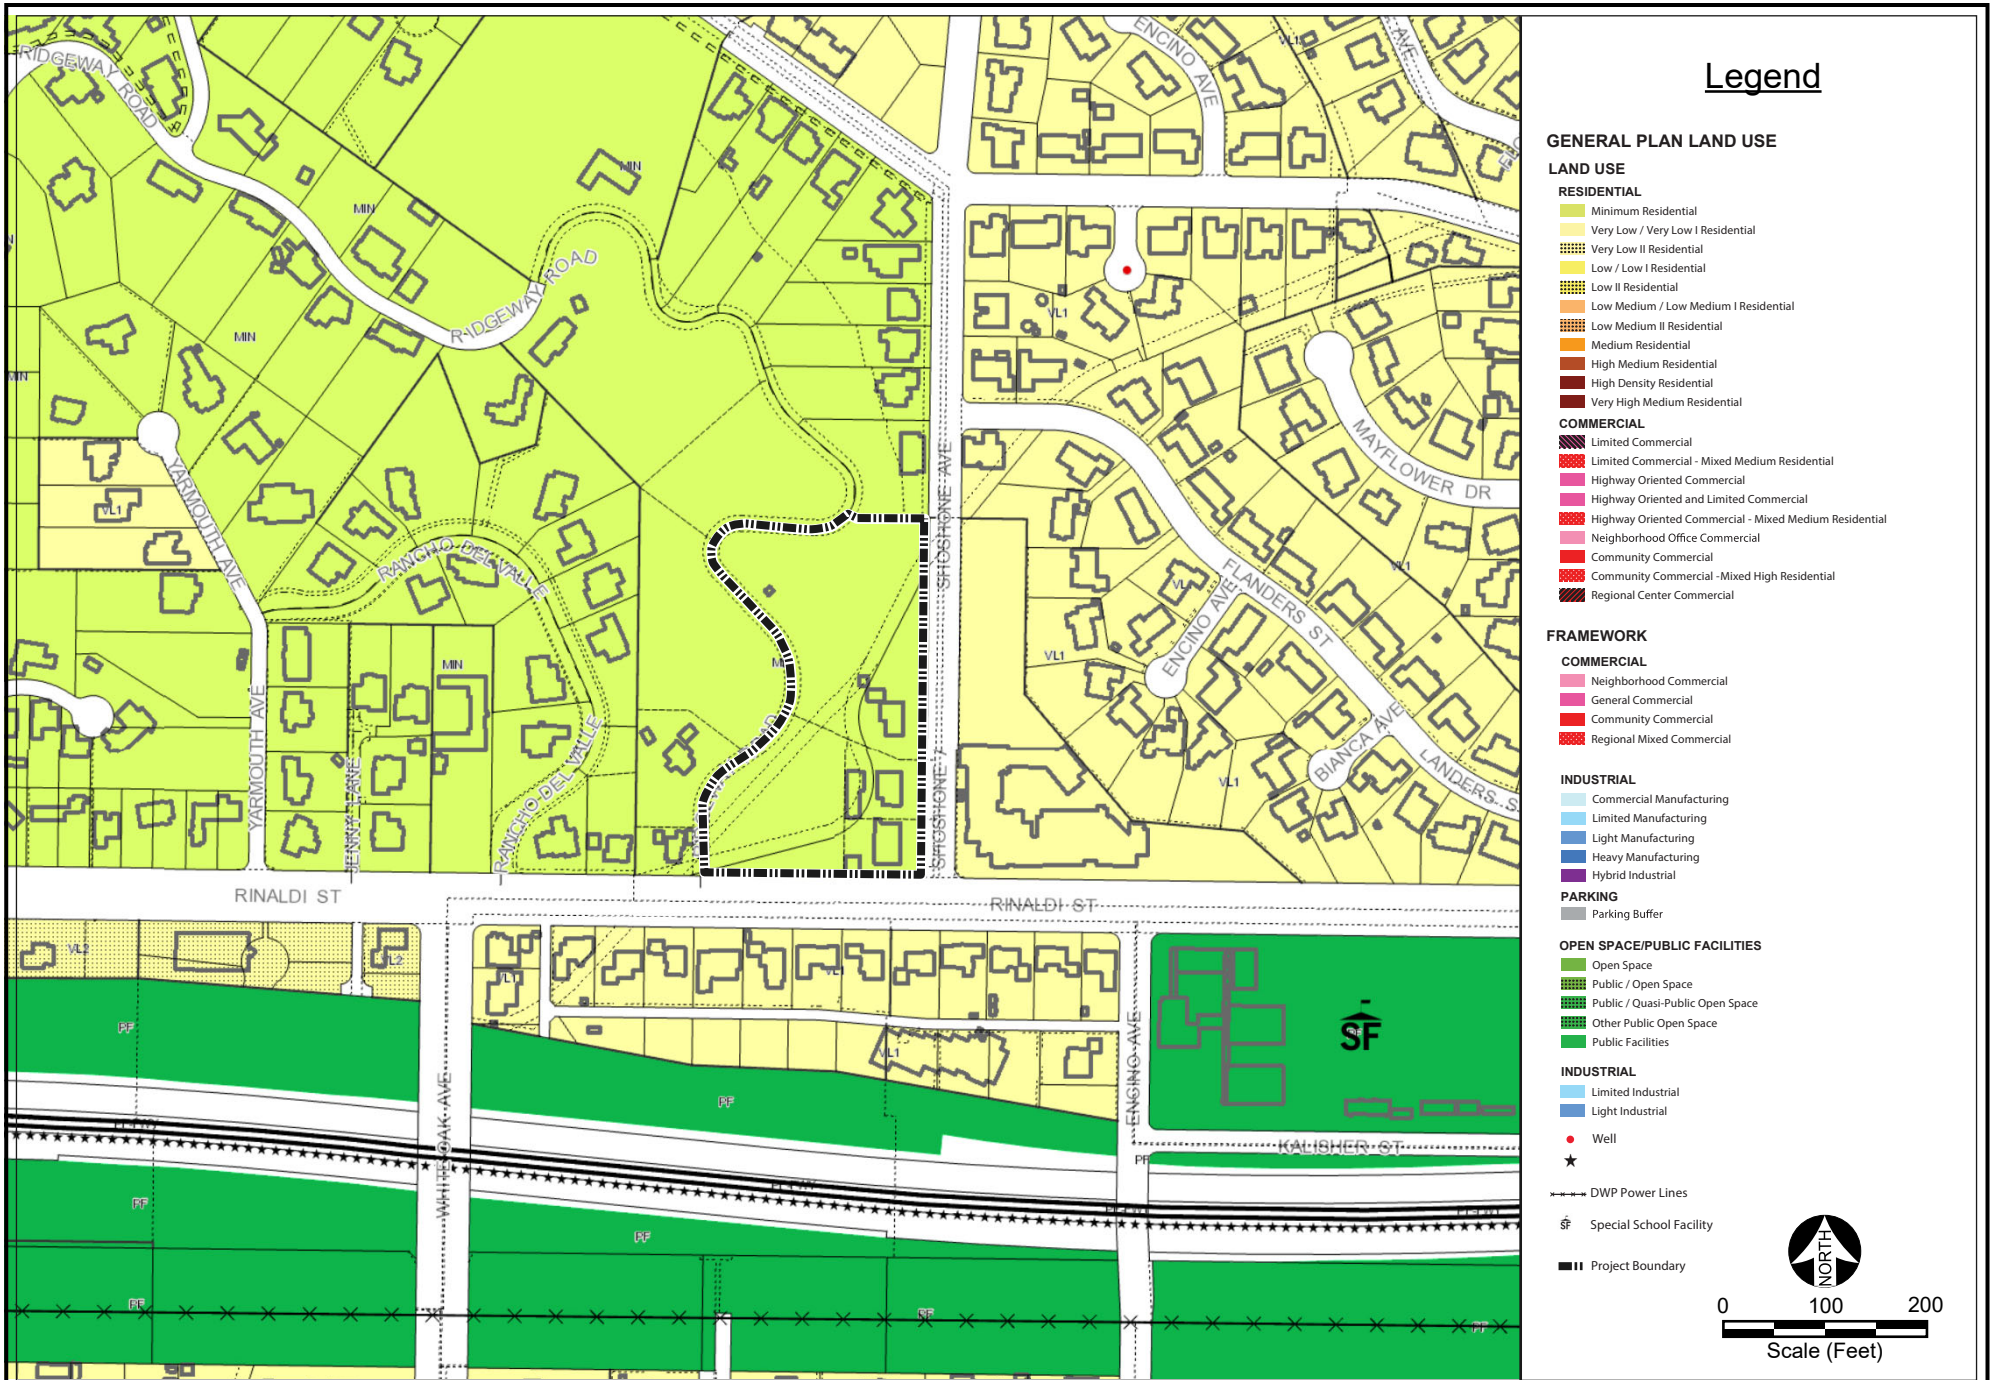 RIDGEWAY ROAD
ENCINO AVE
AVE
VL1
MIN
MIN
RIDGEWAY ROAD
MIN
MIN
VL1
YARMOUTH AVE
VL1
RANCHO DEL VALLE
SHOSHONE AVE
MAYFLOWER DR
FLANDERS ST
VL1
ENCINO AVE
VL1
MIN
YARMOUTH AVE
JENNY LANE
RANCHO DEL VALLE
BIANCA AVE
VL1
RINALDI ST
RINALDI ST
VL2
VL2
VL1
VL1
VL1
PF
PF
WHITE OAK AVE
ENCINO AVE
SF
KALISHER ST
PF
PF
PF
PF
PF
PF
Legend
GENERAL PLAN LAND USE
LAND USE
RESIDENTIAL
Minimum Residential
Very Low / Very Low I Residential
Very Low II Residential
Low / Low I Residential
Low II Residential
Low Medium / Low Medium I Residential
Low Medium II Residential
Medium Residential
High Medium Residential
High Density Residential
Very High Medium Residential
COMMERCIAL
Limited Commercial
Limited Commercial - Mixed Medium Residential
Highway Oriented Commercial
Highway Oriented and Limited Commercial
Highway Oriented Commercial - Mixed Medium Residential
Neighborhood Office Commercial
Community Commercial
Community Commercial -Mixed High Residential
Regional Center Commercial
FRAMEWORK
COMMERCIAL
Neighborhood Commercial
General Commercial
Community Commercial
Regional Mixed Commercial
INDUSTRIAL
Commercial Manufacturing
Limited Manufacturing
Light Manufacturing
Heavy Manufacturing
Hybrid Industrial
PARKING
Parking Buffer
OPEN SPACE/PUBLIC FACILITIES
Open Space
Public / Open Space
Public / Quasi-Public Open Space
Other Public Open Space
Public Facilities
INDUSTRIAL
Limited Industrial
Light Industrial
Well
DWP Power Lines
SF Special School Facility
Project Boundary
NORTH
0 100 200
Scale (Feet)